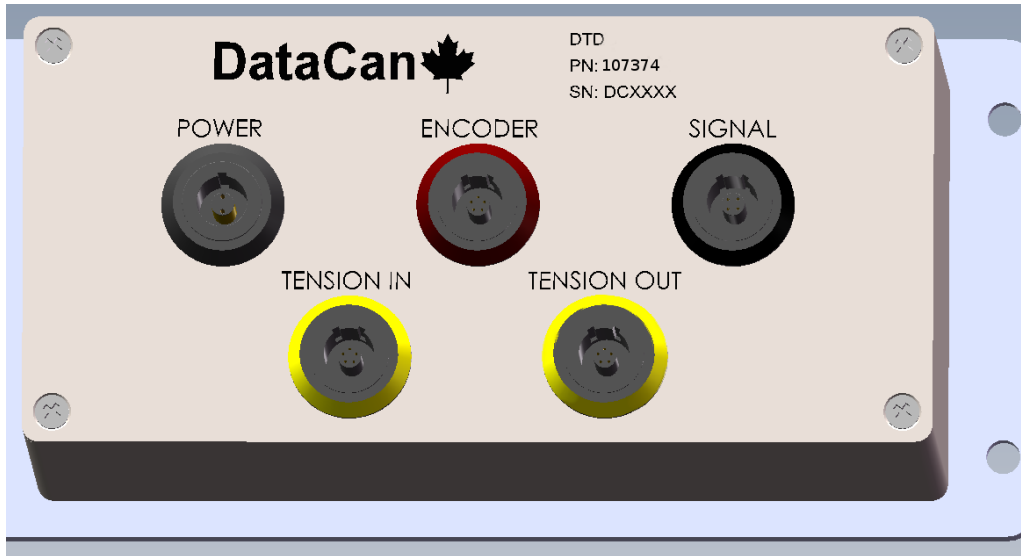 DataCan
DTD
PN: 107374
SN: DCXXXX
POWER
ENCODER
SIGNAL
TENSION IN
TENSION OUT